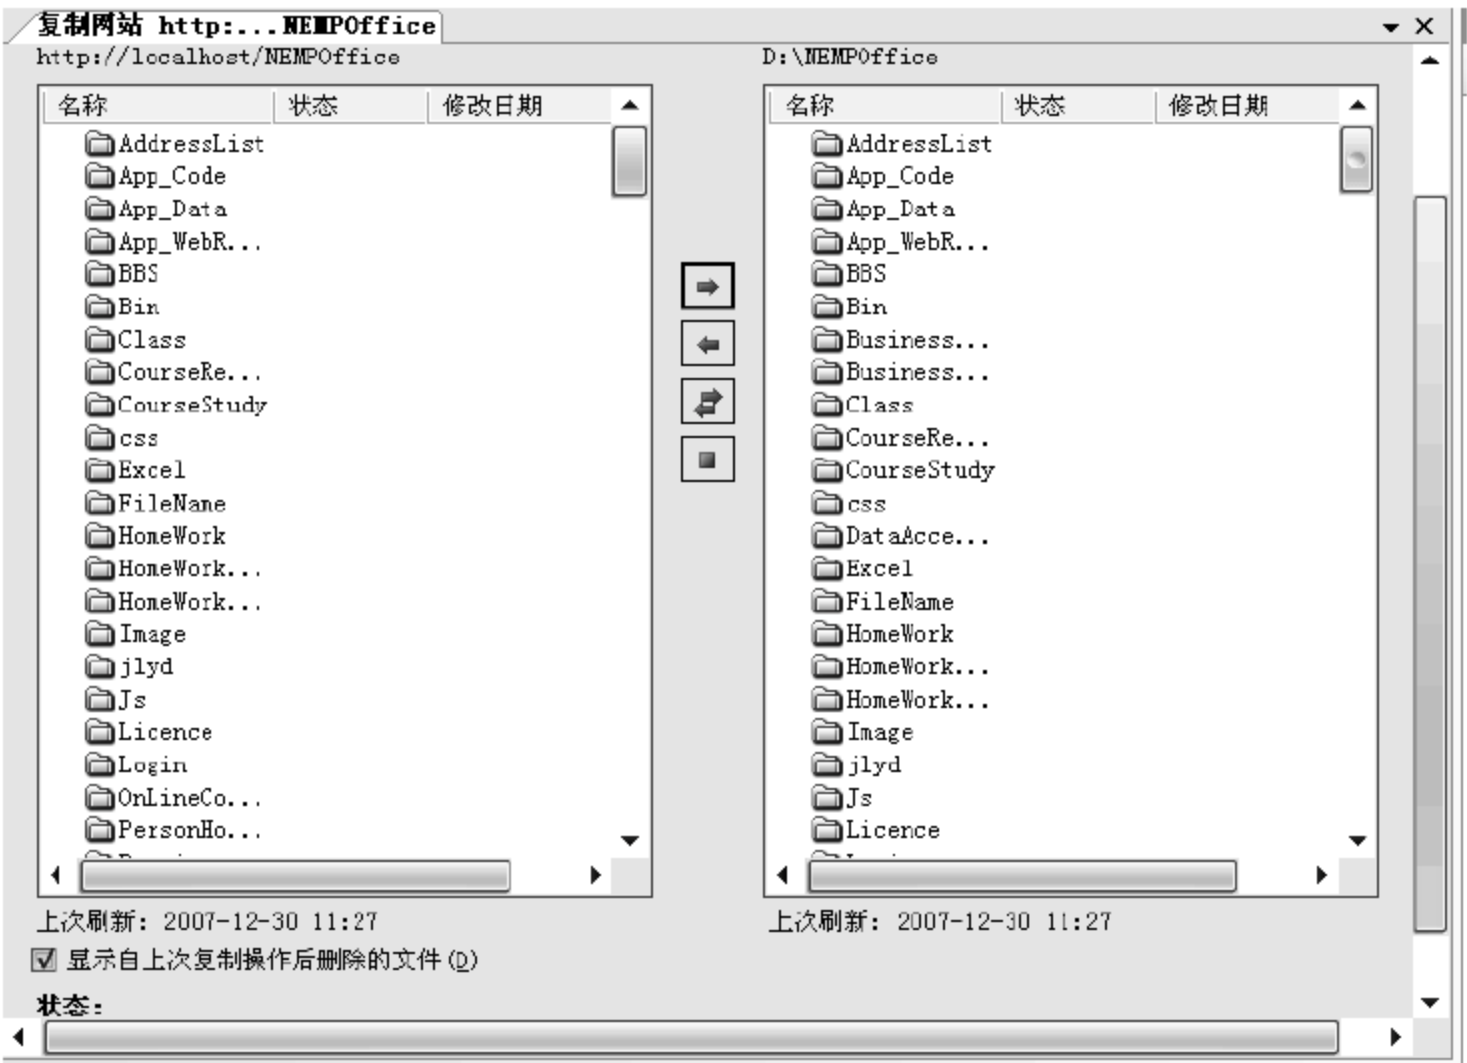 复制网站 http:...NEMPOffice
http://localhost/NEMPOffice
名称 状态 修改日期
AddressList
App_Code
App_Data
App_WebR...
BBS
Bin
Class
CourseRe...
CourseStudy
css
Excel
FileName
HomeWork
HomeWork...
HomeWork...
Image
jlyd
Js
Licence
Login
OnLineCo...
PersonHo...
上次刷新: 2007-12-30 11:27
显示自上次复制操作后删除的文件(D)
状态:
D:\NEMPOffice
名称 状态 修改日期
AddressList
App_Code
App_Data
App_WebR...
BBS
Bin
Business...
Business...
Class
CourseRe...
CourseStudy
css
DataAcce...
Excel
FileName
HomeWork
HomeWork...
HomeWork...
Image
jlyd
Js
Licence
上次刷新: 2007-12-30 11:27